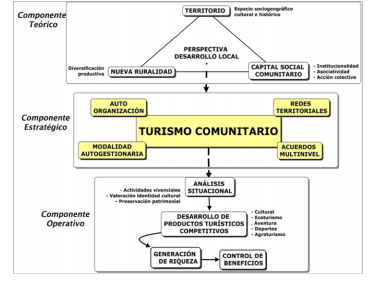 Componente
Teórico
TERRITORIO
Espacio sociogeográfico
cultural e histórico
PERSPECTIVA
DESARROLLO LOCAL
Diversificación
productiva
NUEVA RURALIDAD
CAPITAL SOCIAL
COMUNITARIO
- Institucionalidad
- Asociatividad
- Acción colectiva
Componente
Estratégico
AUTO
ORGANIZACIÓN
REDES
TERRITORIALES
TURISMO COMUNITARIO
MODALIDAD
AUTOGESTIONARIA
ACUERDOS
MULTINIVEL
Componente
Operativo
ANÁLISIS
SITUACIONAL
- Actividades vivenciales
- Valoración identidad cultural
- Preservación patrimonial
DESARROLLO DE
PRODUCTOS TURÍSTICOS
COMPETITIVOS
- Cultural
- Ecoturismo
- Aventura
- Deportes
- Agroturismo
GENERACIÓN
DE RIQUEZA
CONTROL DE
BENEFICIOS